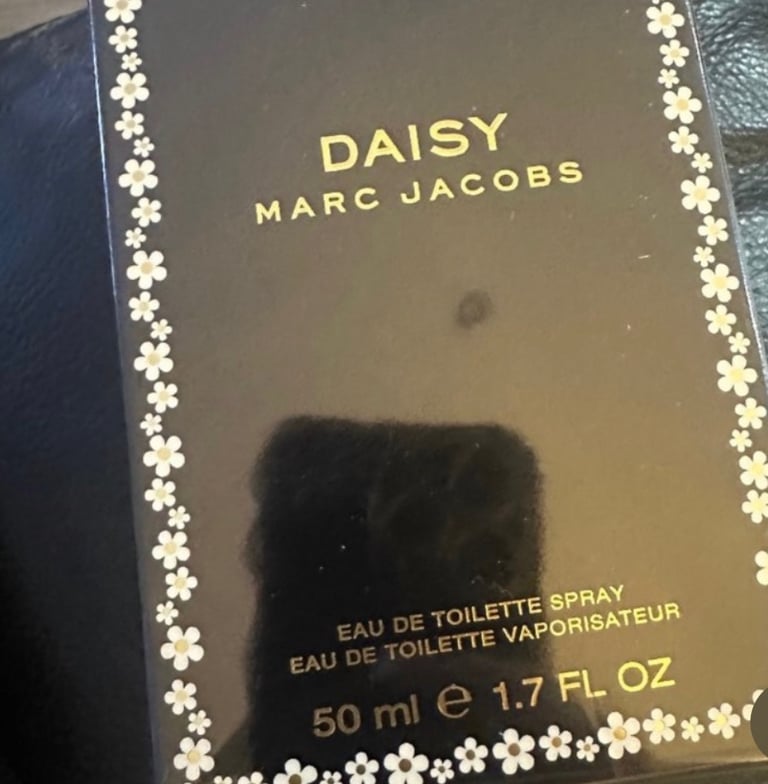 DAISY
MARC JACOBS
EAU DE TOILETTE SPRAY
EAU DE TOILETTE VAPORISATEUR
50 ml ℮ 1.7 FL OZ